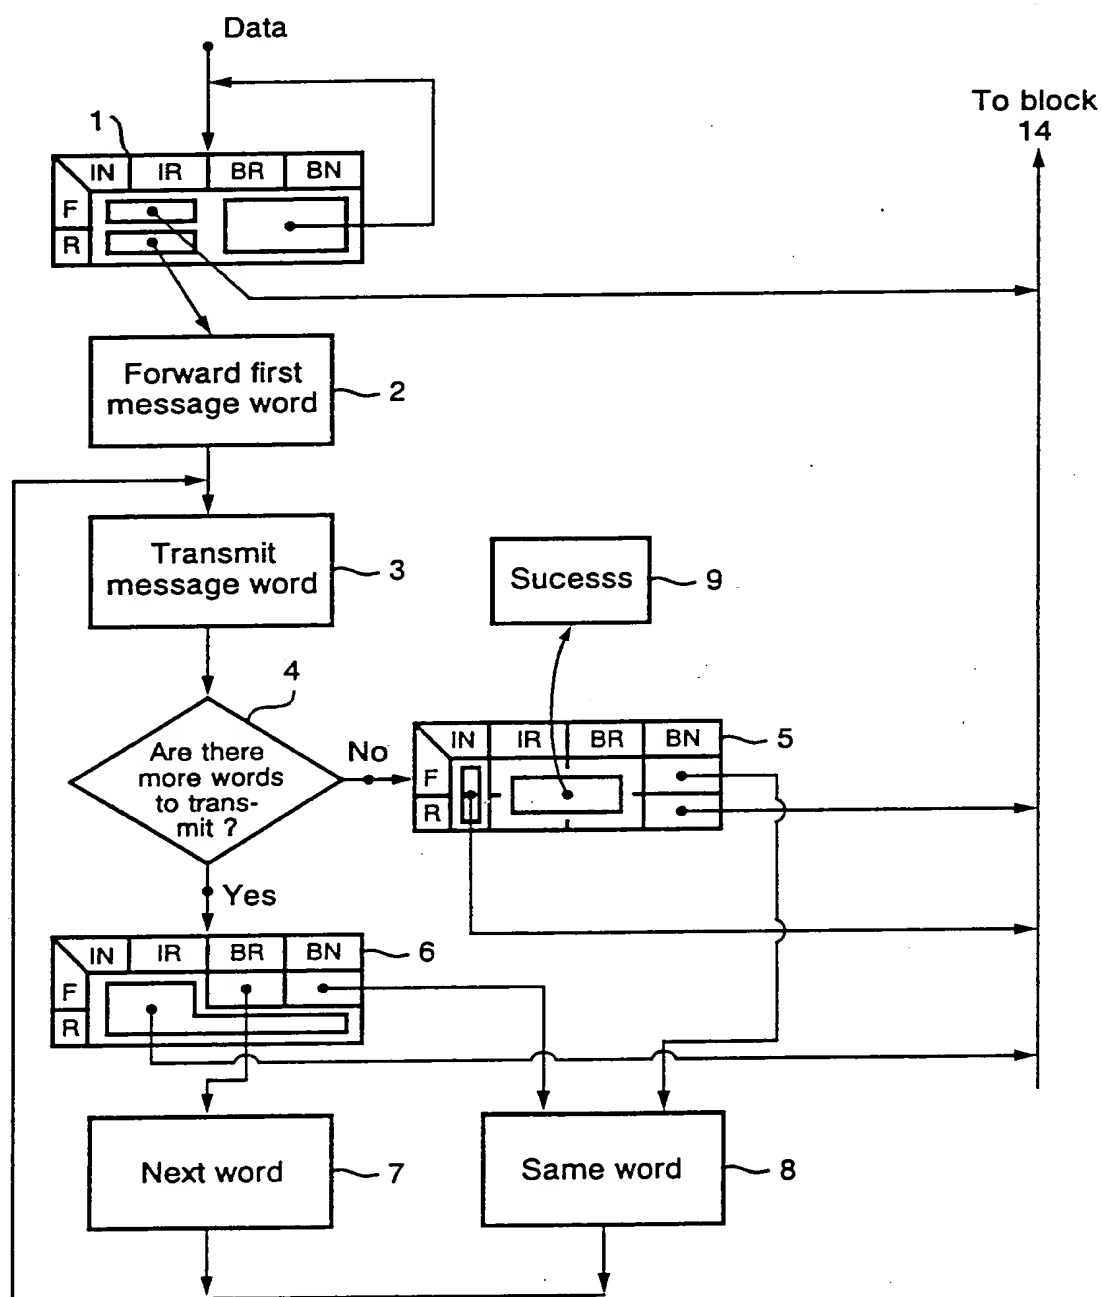 Data
To block
14
1
IN IR BR BN
F
R
Forward first
message word
2
Transmit
message word
3
Sucesss
9
4
Are there
more words
to trans-
mit ?
No
IN IR BR BN
5
F
R
Yes
IN IR BR BN
6
F
R
Next word
7
Same word
8